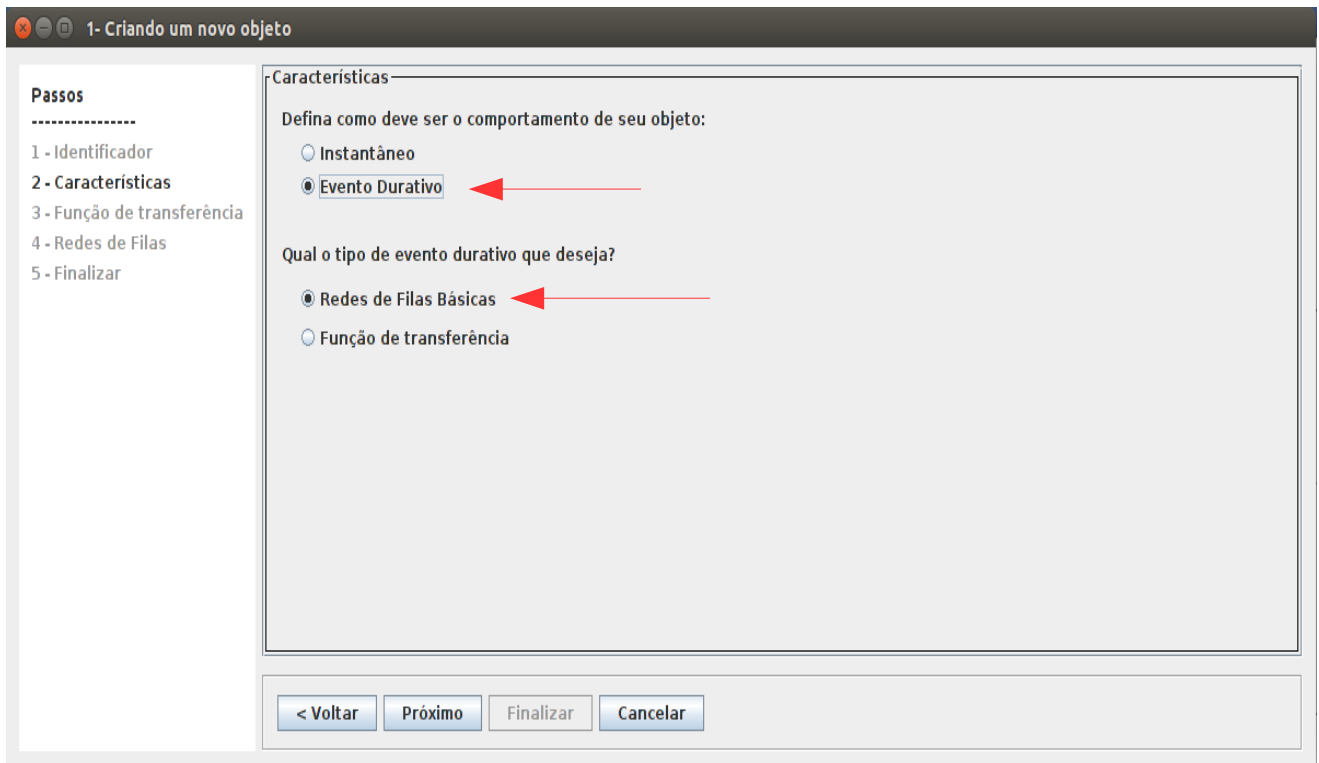 1- Criando um novo objeto
Passos
----------------
1 - Identificador
2 - Características
3 - Função de transferência
4 - Redes de Filas
5 - Finalizar
Características
Defina como deve ser o comportamento de seu objeto:
Instantâneo
Evento Durativo
Qual o tipo de evento durativo que deseja?
Redes de Filas Básicas
Função de transferência
< Voltar
Próximo
Finalizar
Cancelar